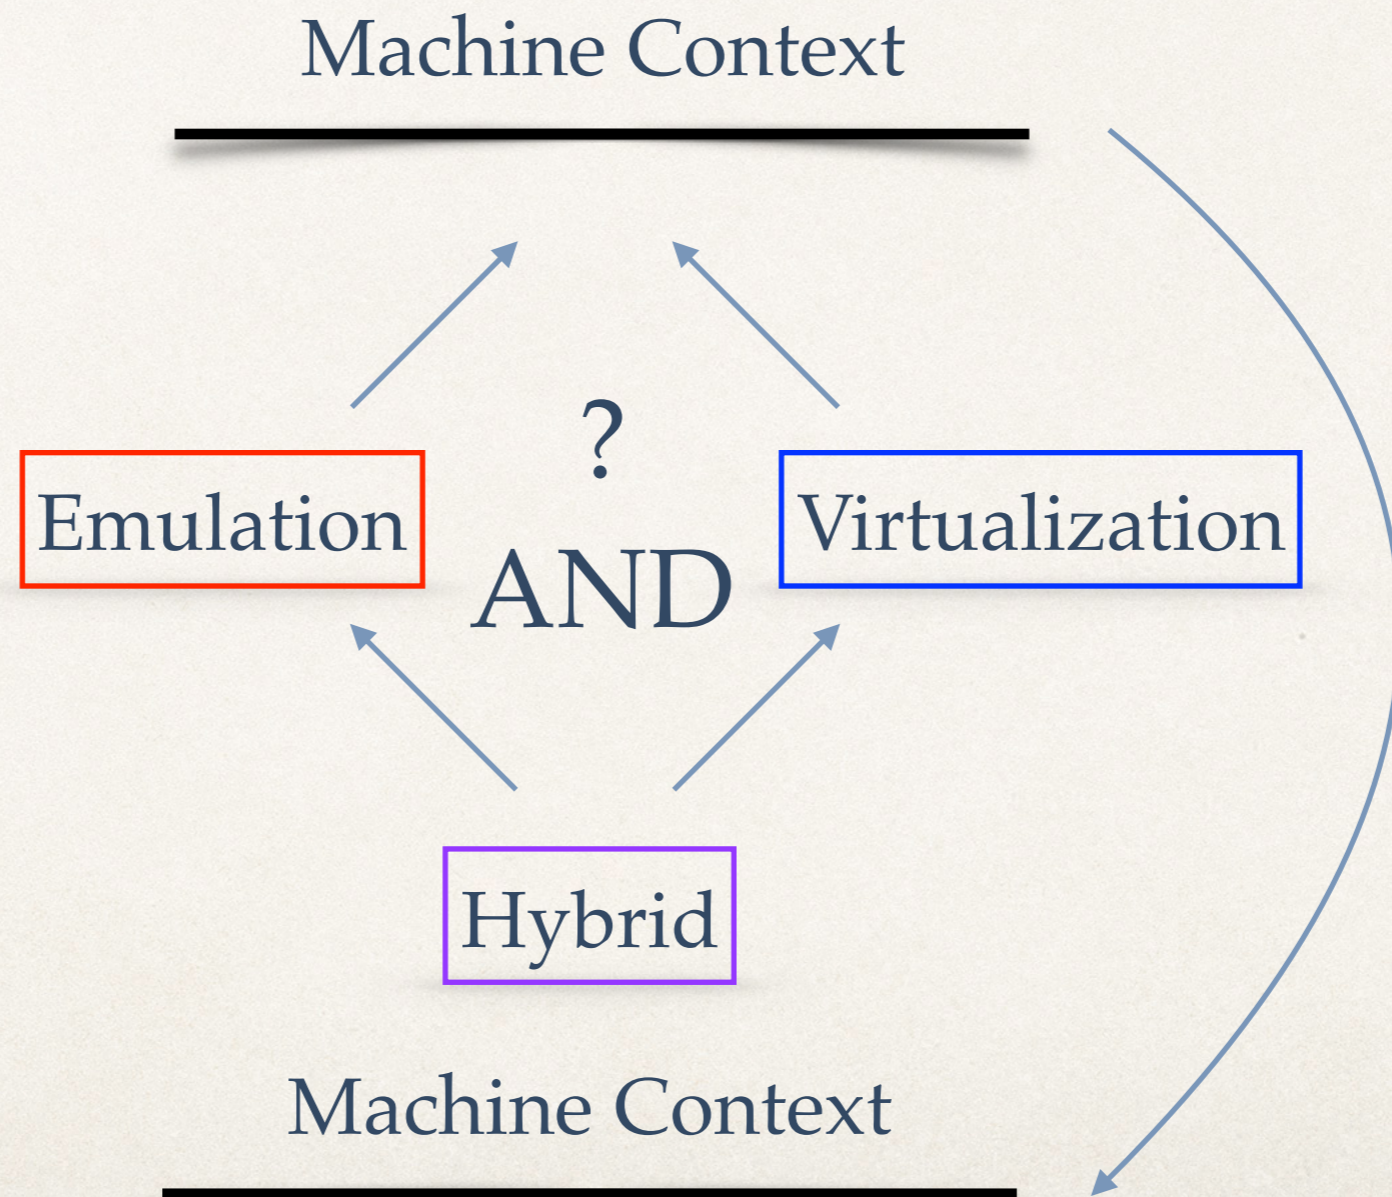 Machine Context
?
Emulation
AND
Virtualization
Hybrid
Machine Context